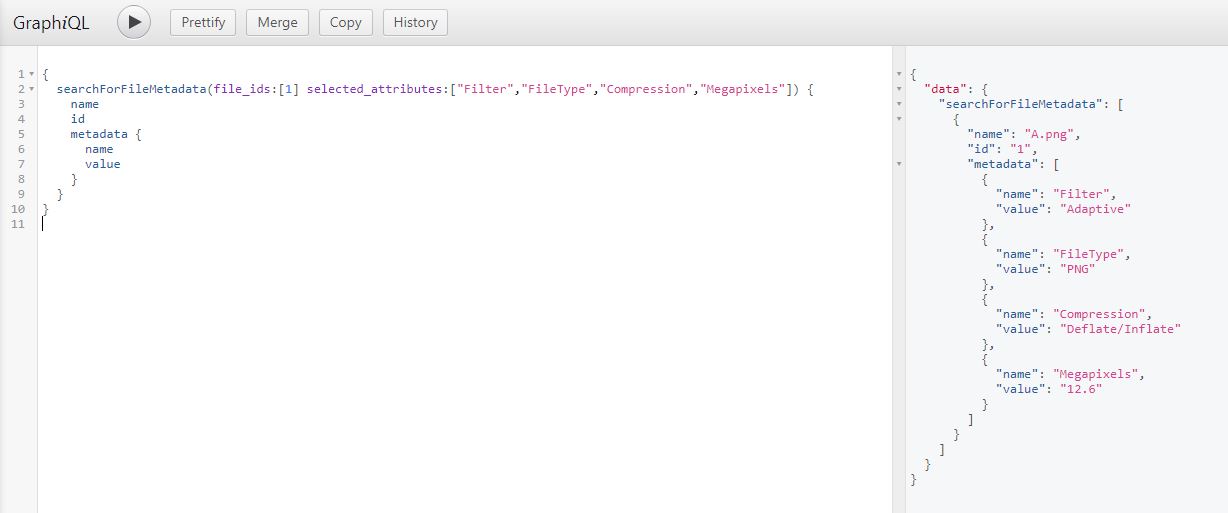 GraphiQL Prettify Merge Copy History
1 {
2 searchForFileMetadata(file_ids:[1] selected_attributes:["Filter","FileType","Compression","Megapixels"]) {
3 name
4 id
5 metadata {
6 name
7 value
8 }
9 }
10 }
11
{
"data": {
"searchForFileMetadata": [
{
"name": "A.png",
"id": "1",
"metadata": [
{
"name": "Filter",
"value": "Adaptive"
},
{
"name": "FileType",
"value": "PNG"
},
{
"name": "Compression",
"value": "Deflate/Inflate"
},
{
"name": "Megapixels",
"value": "12.6"
}
]
}
]
}
}